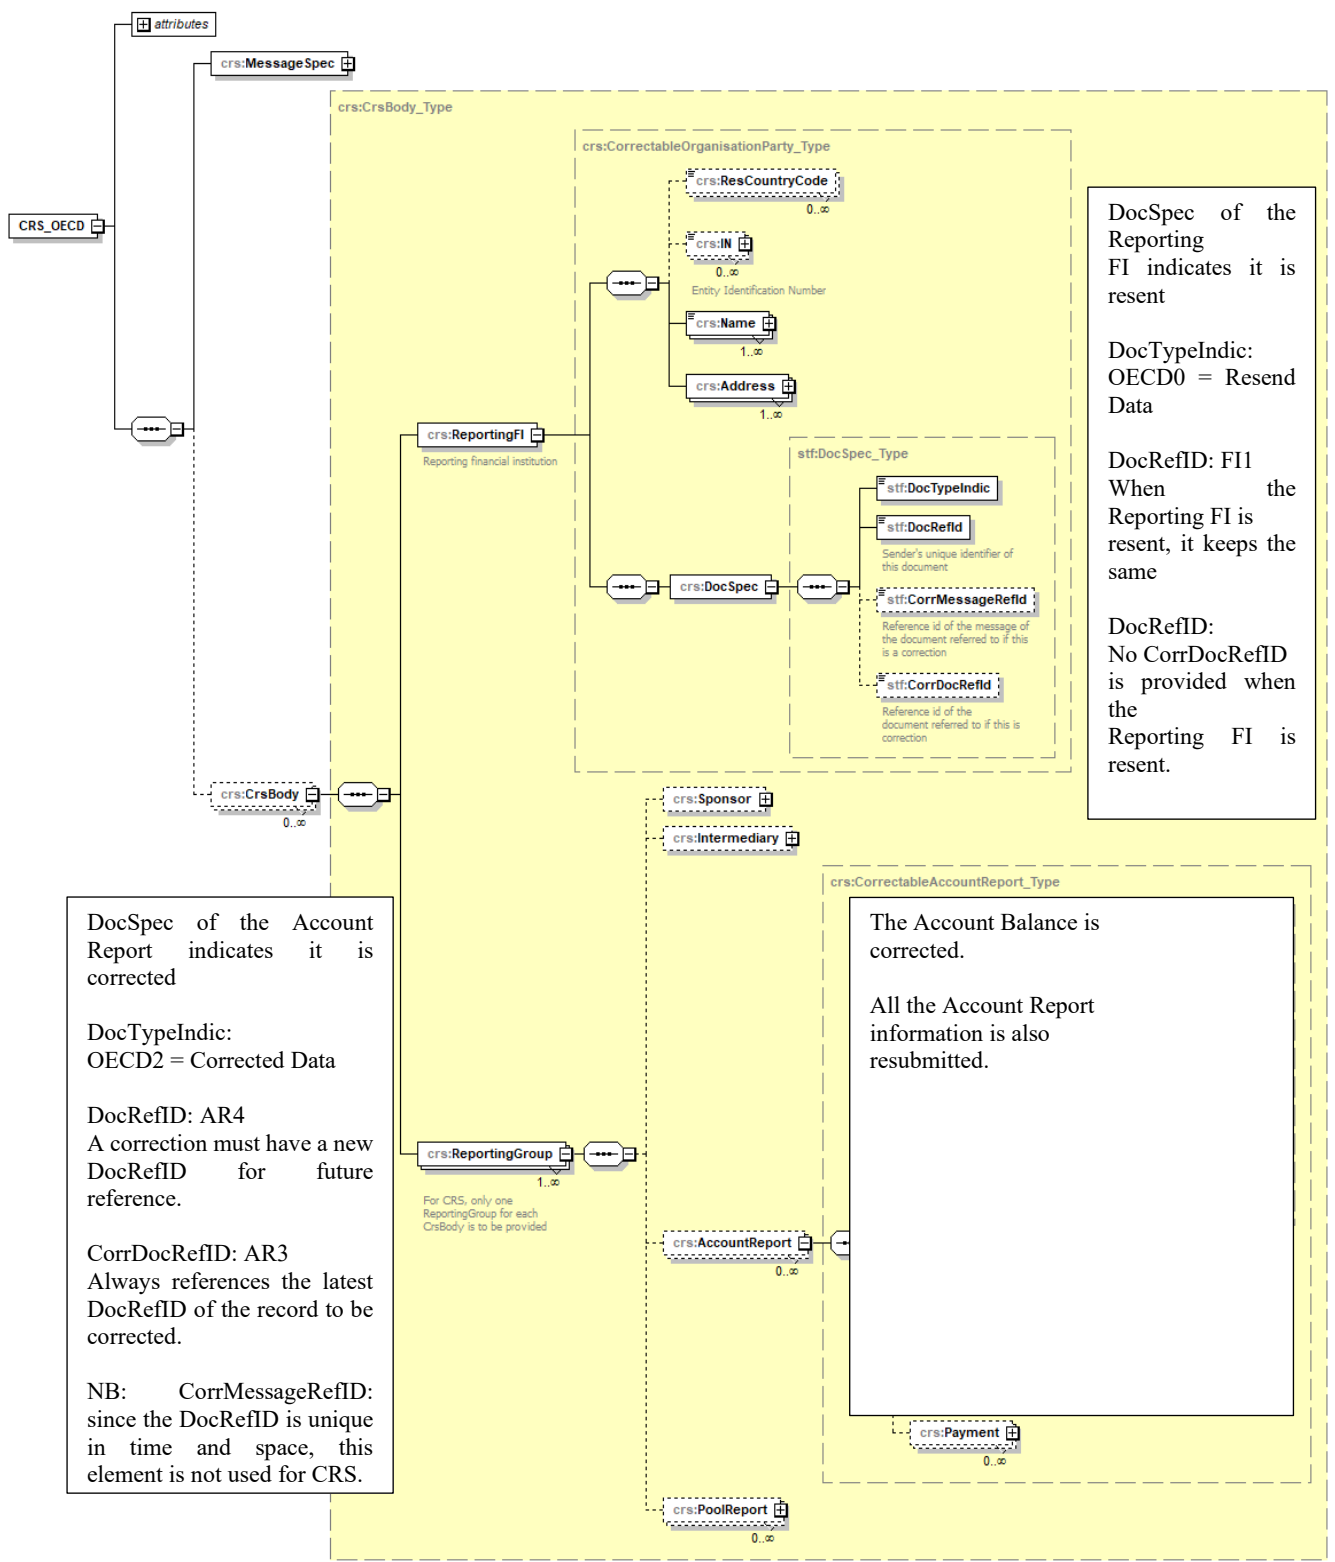 attributes
crs:MessageSpec
crs:CrsBody_Type
crs:CorrectableOrganisationParty_Type
crs:ResCountryCode
0..∞
CRS_OECD
crs:IN
0..∞
Entity Identification Number
crs:Name
1..∞
crs:Address
1..∞
crs:ReportingFI
Reporting financial institution
stf:DocSpec_Type
stf:DocTypeIndic
stf:DocRefId
Sender's unique identifier of
this document
crs:DocSpec
stf:CorrMessageRefId
Reference id of the message of
the document referred to if this
is a correction
stf:CorrDocRefId
Reference id of the
document referred to if this is
correction
DocSpec of the
Reporting
FI indicates it is
resent
DocTypeIndic:
OECD0 = Resend
Data
DocRefID: FI1
When the
Reporting FI is
resent, it keeps the
same
DocRefID:
No CorrDocRefID
is provided when
the
Reporting FI is
resent.
crs:CrsBody
0..∞
crs:Sponsor
crs:Intermediary
crs:CorrectableAccountReport_Type
DocSpec of the Account
Report indicates it is
corrected
DocTypeIndic:
OECD2 = Corrected Data
DocRefID: AR4
A correction must have a new
DocRefID for future
reference.
CorrDocRefID: AR3
Always references the latest
DocRefID of the record to be
corrected.
NB: CorrMessageRefID:
since the DocRefID is unique
in time and space, this
element is not used for CRS.
The Account Balance is
corrected.
All the Account Report
information is also
resubmitted.
crs:ReportingGroup
1..∞
For CRS, only one
ReportingGroup for each
CrsBody is to be provided
crs:AccountReport
0..∞
crs:Payment
0..∞
crs:PoolReport
0..∞